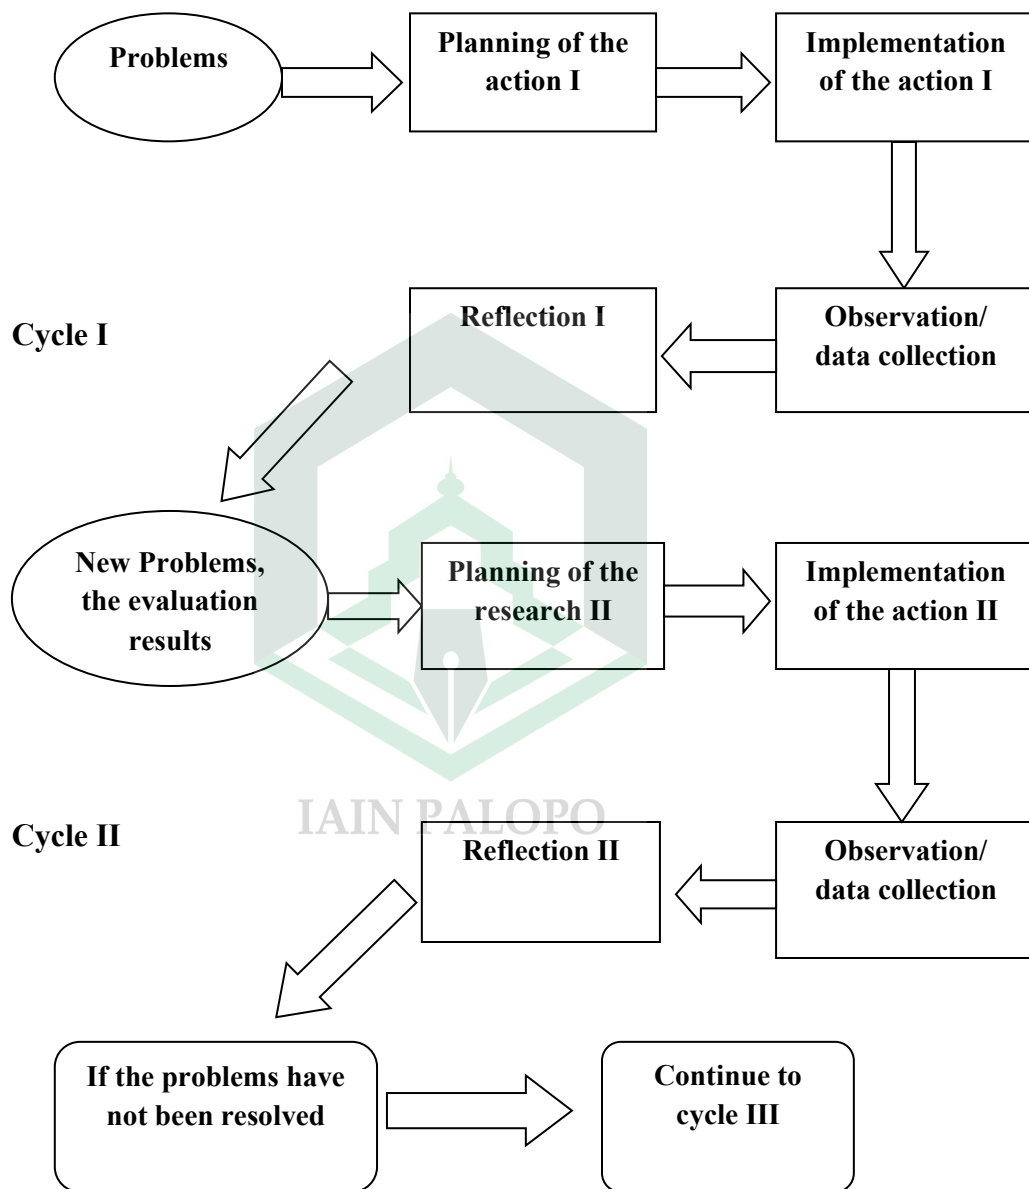 Problems
Planning of the
action I
Implementation
of the action I
Cycle I
Reflection I
Observation/
data collection
New Problems,
the evaluation
results
Planning of the
research II
Implementation
of the action II
IAIN PALOPO
Cycle II
Reflection II
Observation/
data collection
If the problems have
not been resolved
Continue to
cycle III